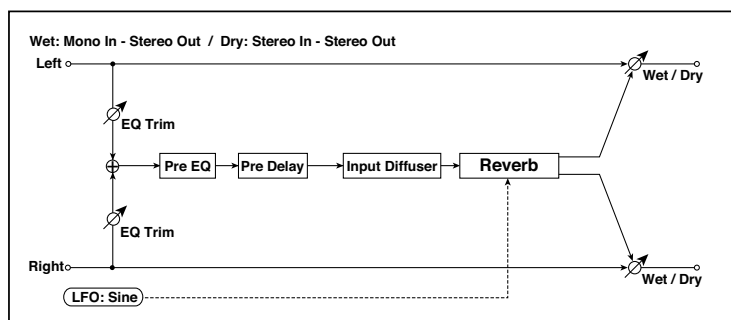 Wet: Mono In - Stereo Out / Dry: Stereo In - Stereo Out
Left
Wet / Dry
EQ Trim
Pre EQ
Pre Delay
Input Diffuser
Reverb
EQ Trim
Right
Wet / Dry
LFO: Sine